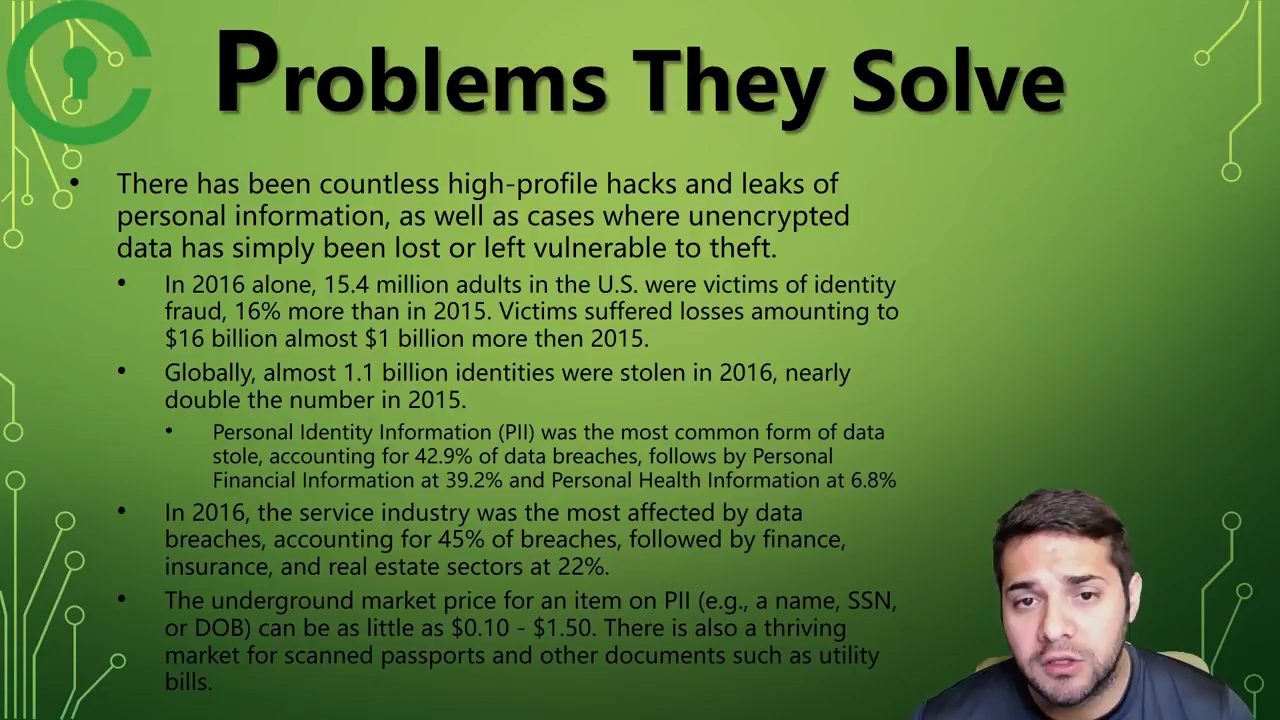 Problems They Solve
• There has been countless high-profile hacks and leaks of
personal information, as well as cases where unencrypted
data has simply been lost or left vulnerable to theft.
• In 2016 alone, 15.4 million adults in the U.S. were victims of identity
fraud, 16% more than in 2015. Victims suffered losses amounting to
$16 billion almost $1 billion more then 2015.
• Globally, almost 1.1 billion identities were stolen in 2016, nearly
double the number in 2015.
• Personal Identity Information (PII) was the most common form of data
stole, accounting for 42.9% of data breaches, follows by Personal
Financial Information at 39.2% and Personal Health Information at 6.8%
• In 2016, the service industry was the most affected by data
breaches, accounting for 45% of breaches, followed by finance,
insurance, and real estate sectors at 22%.
• The underground market price for an item on PII (e.g., a name, SSN,
or DOB) can be as little as $0.10 - $1.50. There is also a thriving
market for scanned passports and other documents such as utility
bills.